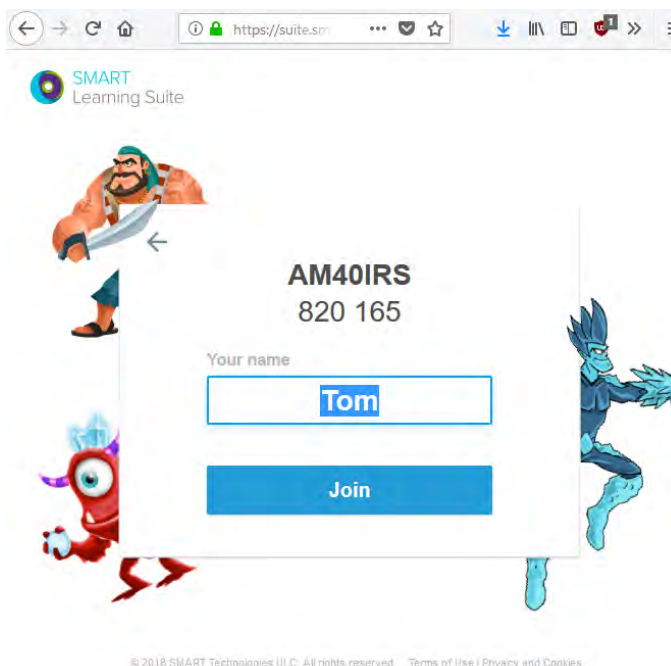 https://suite.sm
1
SMART
Learning Suite
AM40IRS
820 165
Your name
Tom
Join
© 2018 SMART Technologies ULC. All rights reserved. Terms of Use | Privacy and Cookies